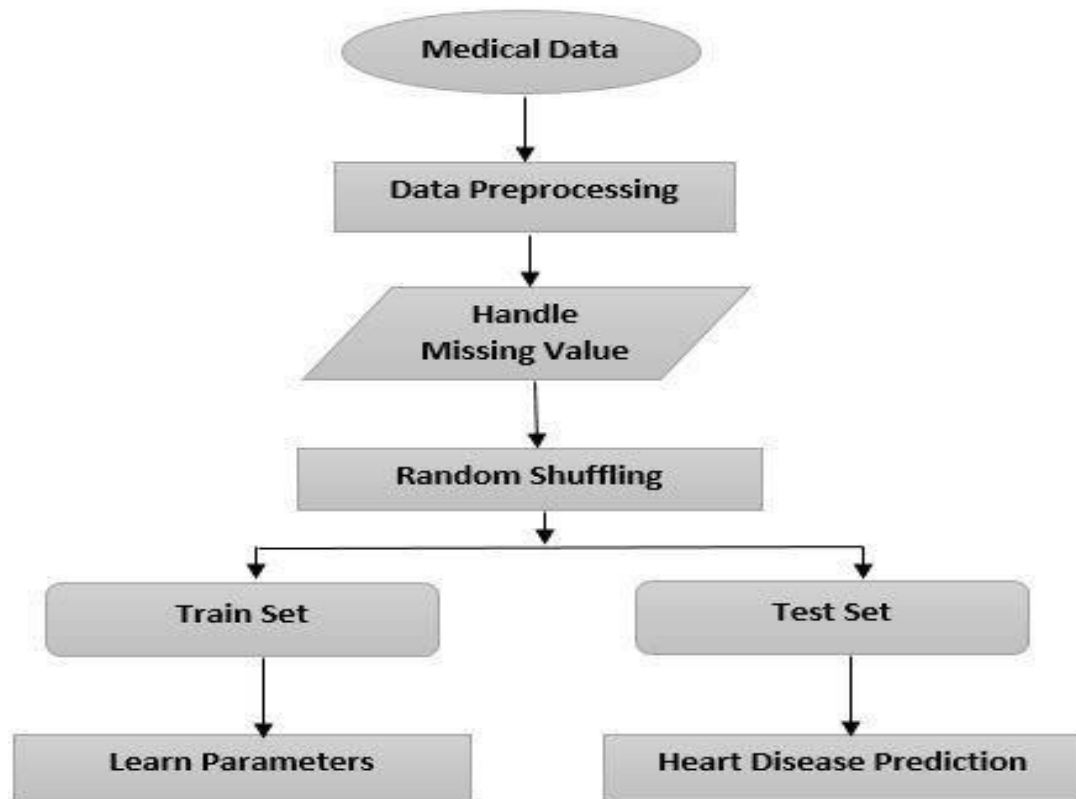 Medical Data
Data Preprocessing
Handle
Missing Value
Random Shuffling
Train Set
Test Set
Learn Parameters
Heart Disease Prediction